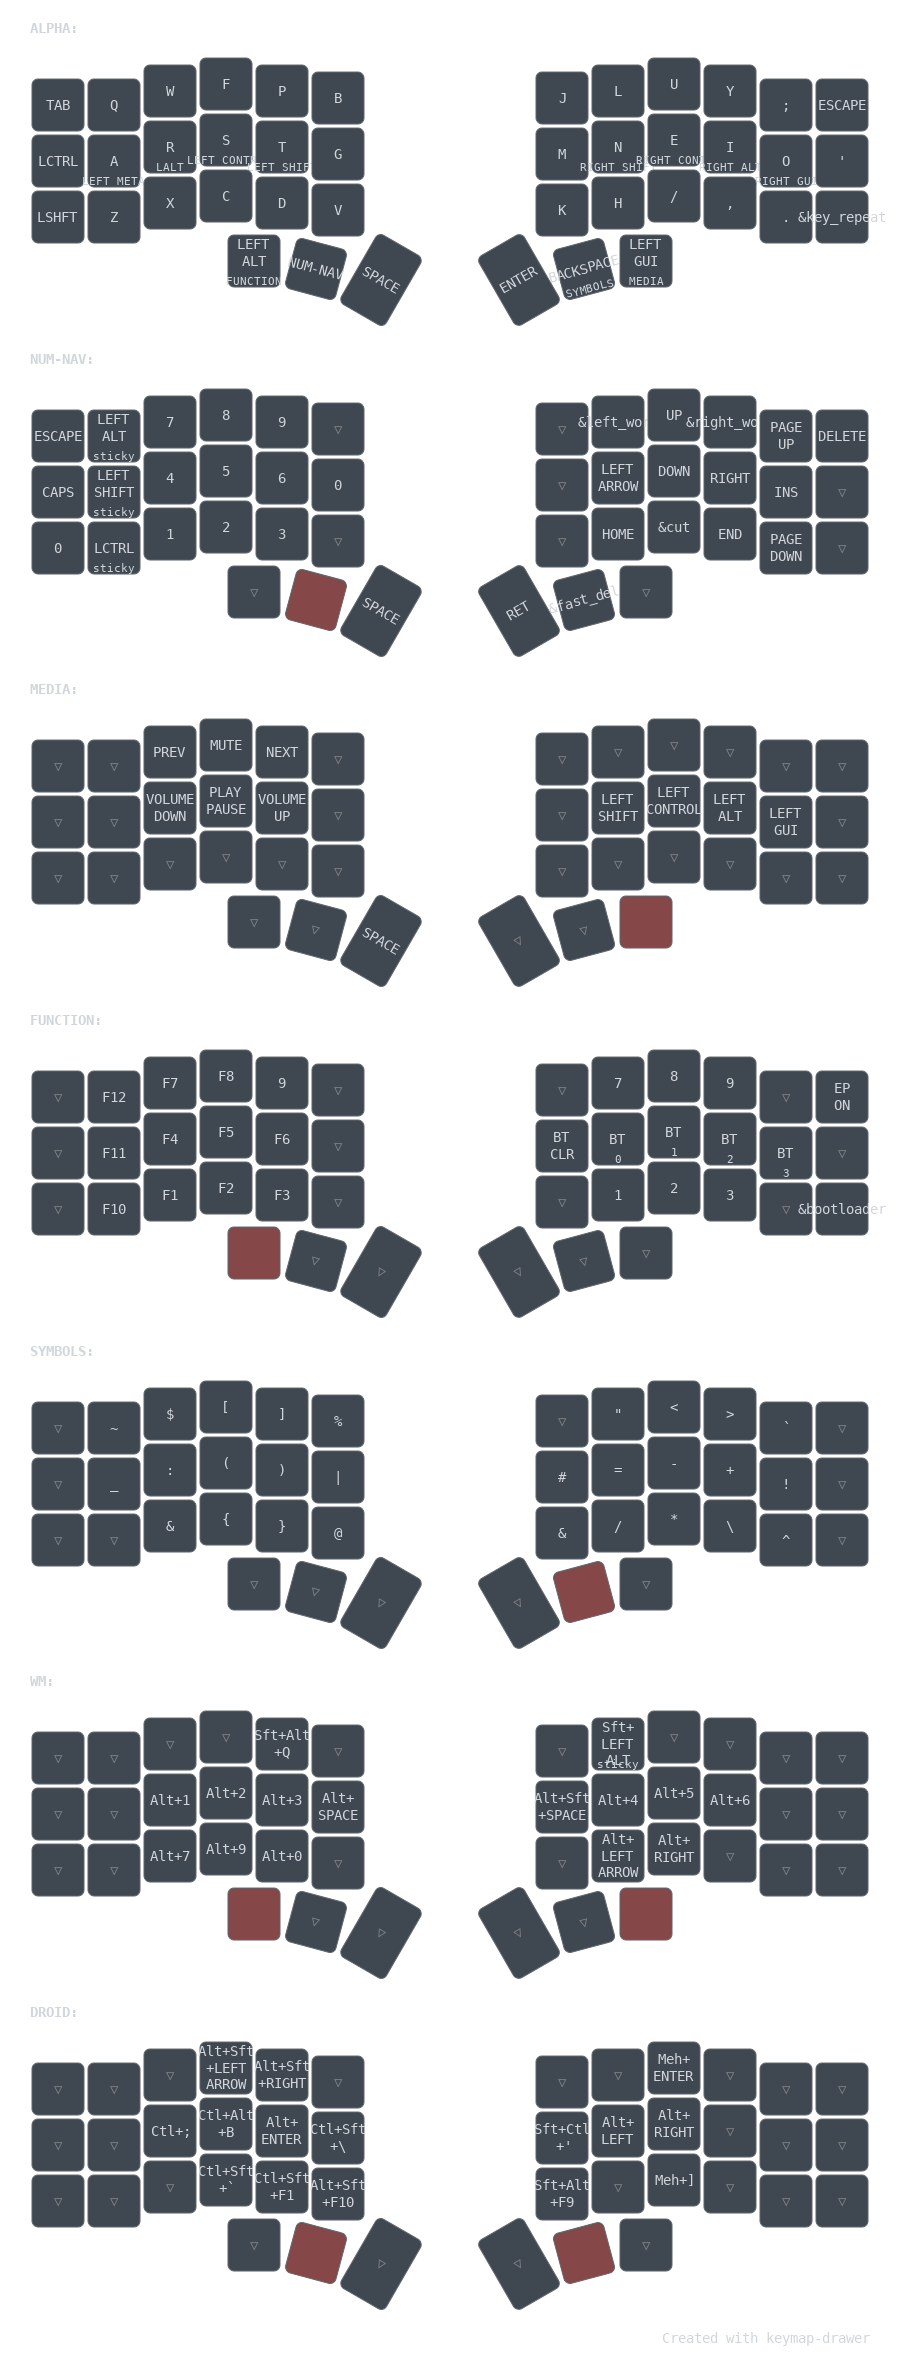 ALPHA:
TAB Q W F P B J L U Y ; ESCAPE
LCTRL A R S T G M N E I O '
LEFT META LALT LEFT CONT LEFT SHIF RIGHT SHIF RIGHT CON RIGHT AL RIGHT GU
LSHFT Z X C D V K H / , . &key_repeat
LEFT ALT NUM-NAV SPACE ENTER BACKSPACE LEFT GUI
FUNCTION SYMBOLS MEDIA
NUM-NAV:
ESCAPE LEFT ALT 7 8 9 ▽ ▽ &left_wo UP &right_wo PAGE UP DELETE
sticky
CAPS LEFT SHIFT 4 5 6 0 ▽ LEFT ARROW DOWN RIGHT INS ▽
sticky
0 LCTRL 1 2 3 ▽ ▽ HOME &cut END PAGE DOWN ▽
sticky
▽ SPACE RET &fast_del ▽
MEDIA:
▽ ▽ PREV MUTE NEXT ▽ ▽ ▽ ▽ ▽ ▽ ▽
▽ ▽ VOLUME DOWN PLAY PAUSE VOLUME UP ▽ ▽ LEFT SHIFT LEFT CONTROL LEFT ALT LEFT GUI ▽
▽ ▽ ▽ ▽ ▽ ▽ ▽ ▽ ▽ ▽ ▽ ▽
▽ ▽ SPACE ▽ ▽
FUNCTION:
▽ F12 F7 F8 9 ▽ ▽ 7 8 9 ▽ EP ON
▽ F11 F4 F5 F6 ▽ BT CLR BT 0 BT 1 BT 2 BT 3 ▽
▽ F10 F1 F2 F3 ▽ ▽ 1 2 3 ▽ &bootloader
▽ ▽ ▽ ▽ ▽
SYMBOLS:
▽ ~ $ [ ] % ▽ " < > ` ▽
▽ _ : ( ) | # = - + ! ▽
▽ ▽ & { } @ & / * \ ^ ▽
▽ ▽ ▽ ▽ ▽
WM:
▽ ▽ ▽ ▽ Sft+Alt +Q ▽ ▽ Sft+ LEFT ALT ▽ ▽ ▽ ▽
sticky
▽ ▽ Alt+1 Alt+2 Alt+3 Alt+ SPACE Alt+Sft +SPACE Alt+4 Alt+5 Alt+6 ▽ ▽
▽ ▽ Alt+7 Alt+9 Alt+0 ▽ ▽ Alt+ LEFT ARROW Alt+ RIGHT ▽ ▽ ▽
▽ ▽ ▽ ▽
DROID:
▽ ▽ ▽ Alt+Sft +LEFT ARROW Alt+Sft +RIGHT ▽ ▽ ▽ Meh+ ENTER ▽ ▽ ▽
▽ ▽ Ctl+; Ctl+Alt +B Alt+ ENTER Ctl+Sft +\ Sft+Ctl +' Alt+ LEFT Alt+ RIGHT ▽ ▽ ▽
▽ ▽ ▽ Ctl+Sft +` Ctl+Sft +F1 Alt+Sft +F10 Sft+Alt +F9 ▽ Meh+] ▽ ▽ ▽
▽ ▽ ▽ ▽
Created with keymap-drawer